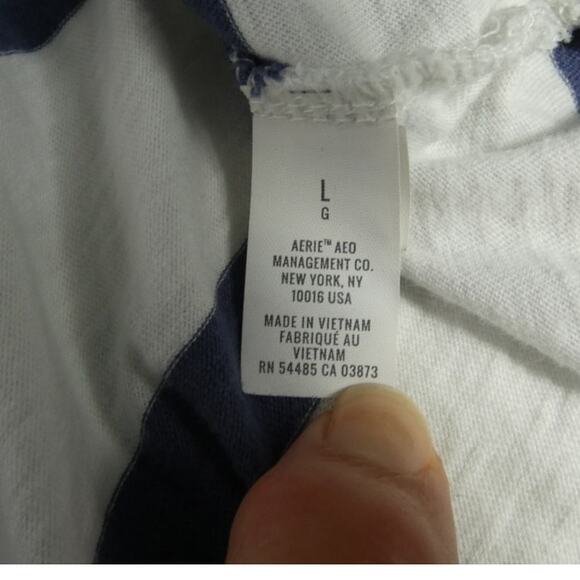 L
G
AERIE™ AEO
MANAGEMENT CO.
NEW YORK, NY
10016 USA
MADE IN VIETNAM
FABRIQUÉ AU
VIETNAM
RN 54485 CA 03873